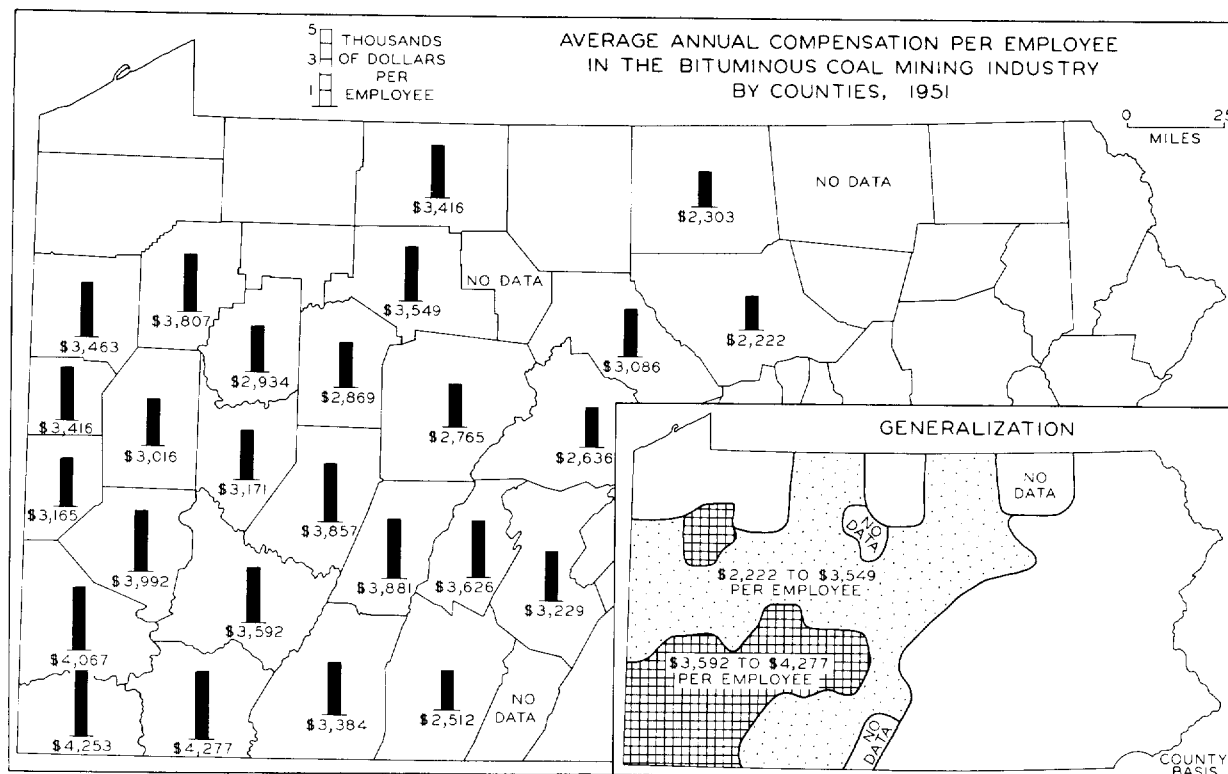 AVERAGE ANNUAL COMPENSATION PER EMPLOYEE
IN THE BITUMINOUS COAL MINING INDUSTRY
BY COUNTIES, 1951
5
3
1
THOUSANDS
OF DOLLARS
PER
EMPLOYEE
0 25
MILES
$3,416
$2,303
NO DATA
$3,807
$3,549
NO DATA
$3,463
$2,934
$2,869
$3,086
$2,222
$3,416
$3,016
$2,765
$2,636
$3,165
$3,171
$3,857
$3,992
$3,881
$3,626
$3,229
$4,067
$3,592
$4,253
$4,277
$3,384
$2,512
NO
DATA
GENERALIZATION
NO
DATA
NO
DATA
$2,222 TO $3,549
PER EMPLOYEE
$3,592 TO $4,277
PER EMPLOYEE
NO
DATA
COUNTY
BASIS